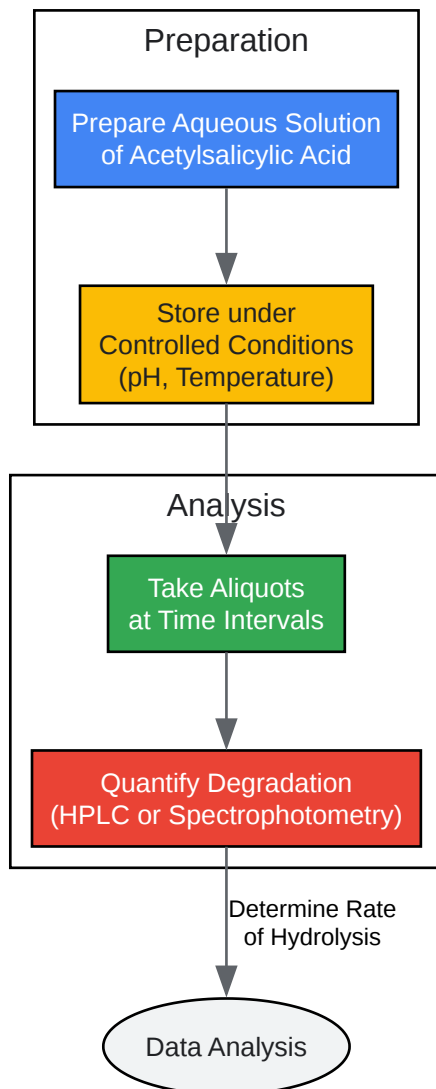 Preparation
Prepare Aqueous Solution
of Acetylsalicylic Acid
Store under
Controlled Conditions
(pH, Temperature)
Analysis
Take Aliquots
at Time Intervals
Quantify Degradation
(HPLC or Spectrophotometry)
Determine Rate
of Hydrolysis
Data Analysis